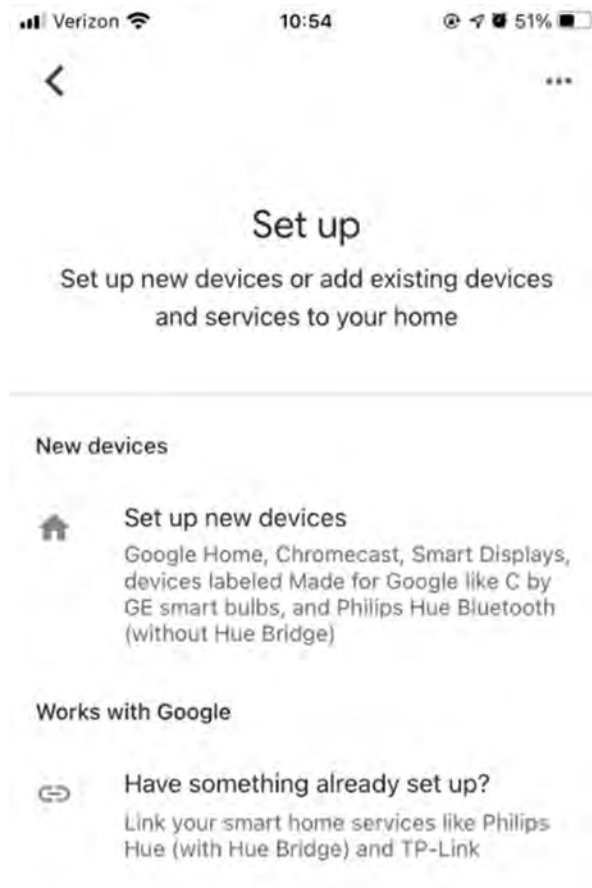 Verizon 10:54 51%
Set up
Set up new devices or add existing devices
and services to your home
New devices
Set up new devices
Google Home, Chromecast, Smart Displays,
devices labeled Made for Google like C by
GE smart bulbs, and Philips Hue Bluetooth
(without Hue Bridge)
Works with Google
Have something already set up?
Link your smart home services like Philips
Hue (with Hue Bridge) and TP-Link